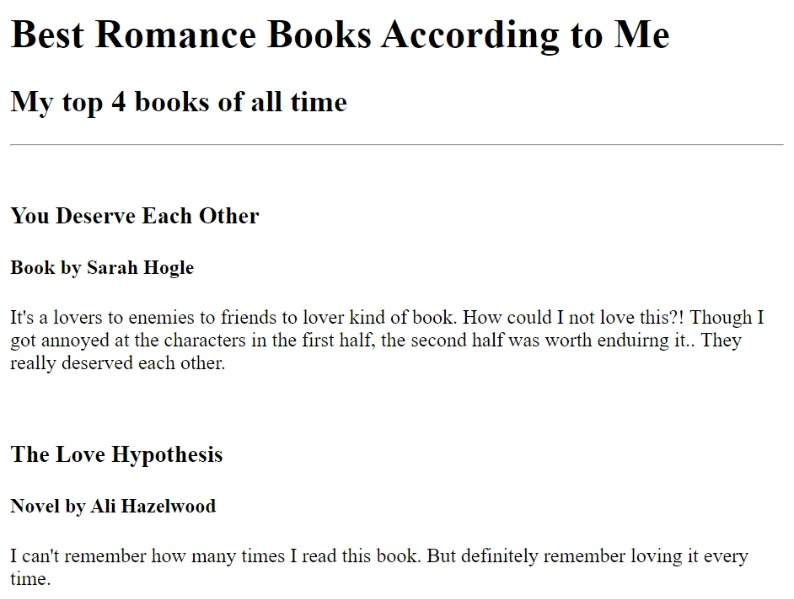 Best Romance Books According to Me
My top 4 books of all time
You Deserve Each Other
Book by Sarah Hogle
It's a lovers to enemies to friends to lover kind of book. How could I not love this?! Though I
got annoyed at the characters in the first half, the second half was worth enduirng it.. They
really deserved each other.
The Love Hypothesis
Novel by Ali Hazelwood
I can't remember how many times I read this book. But definitely remember loving it every
time.